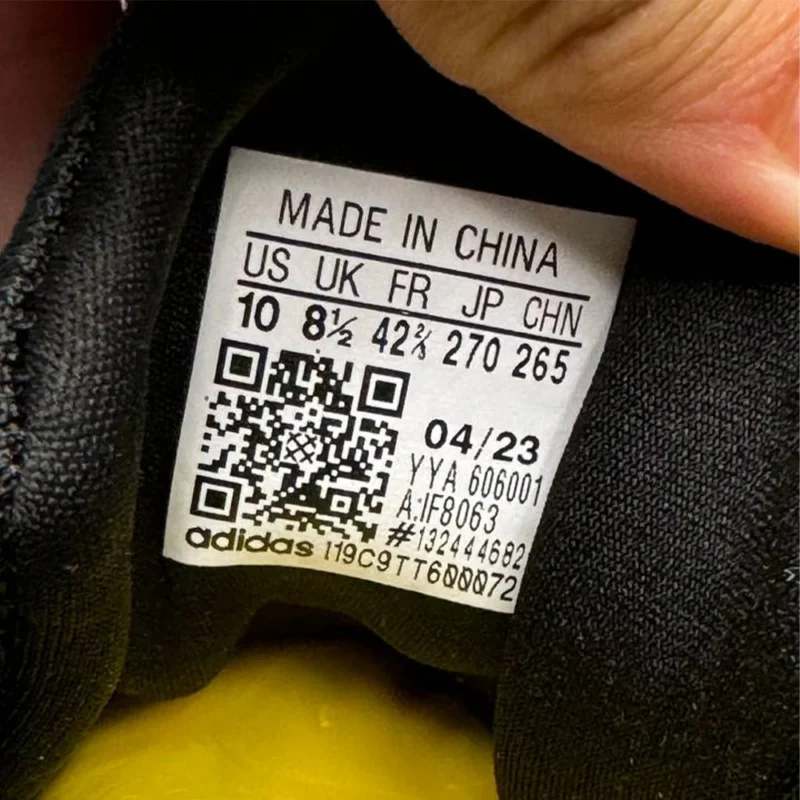 MADE IN CHINA
US UK FR JP CHN
10 8½ 42⅔ 270 265
04/23
YYA 606001
A:IF8063
#132444682
adidas I19C9TT600072